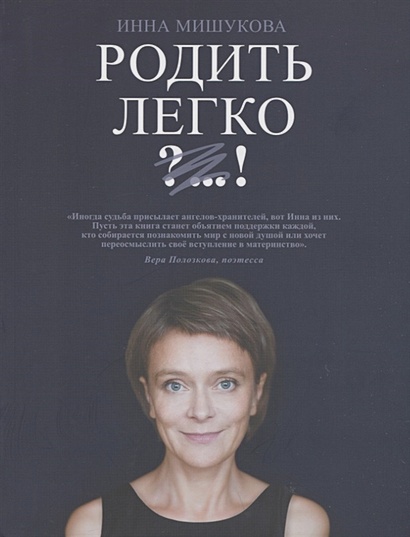 ИННА МИШУКОВА
РОДИТЬ
ЛЕГКО
?...!
«Иногда судьба присылает ангелов-хранителей, вот Инна из них.
Пусть эта книга станет объятием поддержки каждой,
кто собирается познакомить мир с новой душой или хочет
переосмыслить своё вступление в материнство».
Вера Полозкова, поэтесса